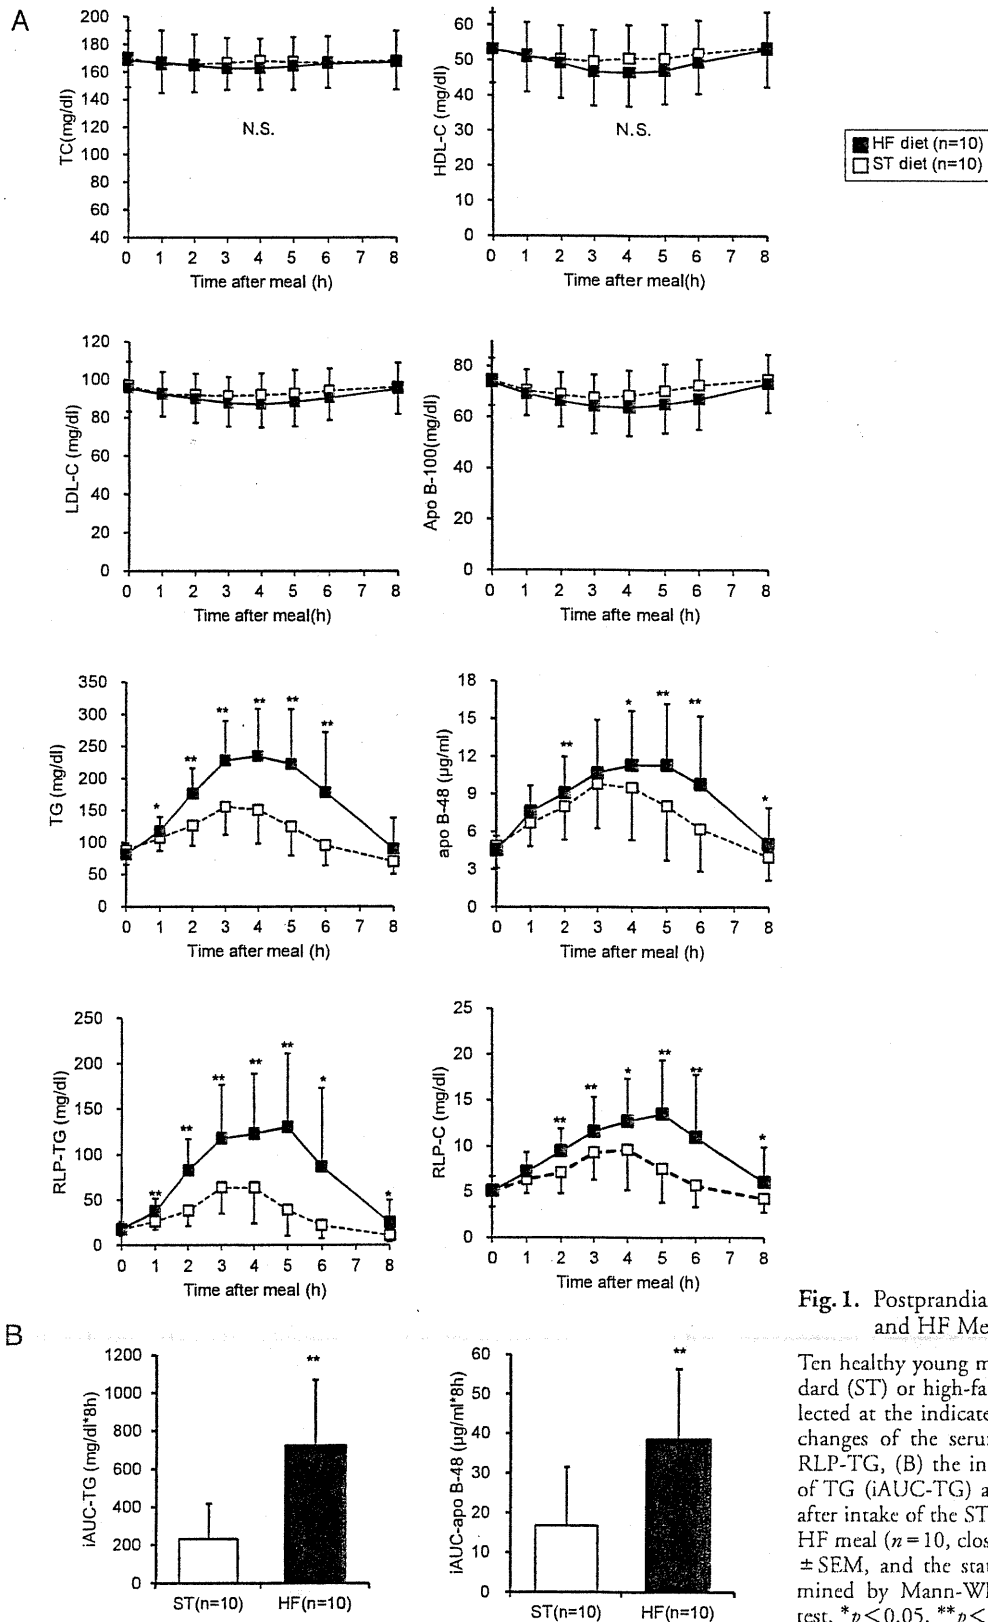 A
TC(mg/dl)
200
180
160
140
120
100
80
60
40
N.S.
0 1 2 3 4 5 6 7 8
Time after meal (h)
HDL-C (mg/dl)
60
50
40
30
20
10
0
N.S.
0 1 2 3 4 5 6 7 8
Time after meal(h)
HF diet (n=10)
ST diet (n=10)
LDL-C (mg/dl)
120
100
80
60
40
20
0
0 1 2 3 4 5 6 7 8
Time after meal(h)
Apo B-100(mg/dl)
80
60
40
20
0
0 1 2 3 4 5 6 7 8
Time afte meal (h)
TG (mg/dl)
350
300
250
200
150
100
50
0
* ** ** ** ** **
0 1 2 3 4 5 6 7 8
Time after meal (h)
apo B-48 (μg/ml)
18
15
12
9
6
3
0
** * ** ** *
0 1 2 3 4 5 6 7 8
Time after meal (h)
RLP-TG (mg/dl)
250
200
150
100
50
0
** ** ** ** ** * *
0 1 2 3 4 5 6 7 8
Time after meal (h)
RLP-C (mg/dl)
25
20
15
10
5
0
** ** * ** ** *
0 1 2 3 4 5 6 7 8
Time after meal (h)
B
iAUC-TG (mg/dl*8h)
1200
1000
800
600
400
200
0
**
ST(n=10) HF(n=10)
iAUC-apo B-48 (μg/ml*8h)
60
50
40
30
20
10
0
**
ST(n=10) HF(n=10)
Fig. 1. Postprandia
and HF Me
Ten healthy young m
dard (ST) or high-fa
lected at the indicate
changes of the seru
RLP-TG, (B) the in
of TG (iAUC-TG) a
after intake of the ST
HF meal (n=10, clos
±SEM, and the stat
mined by Mann-W
test. *p<0.05, **p<